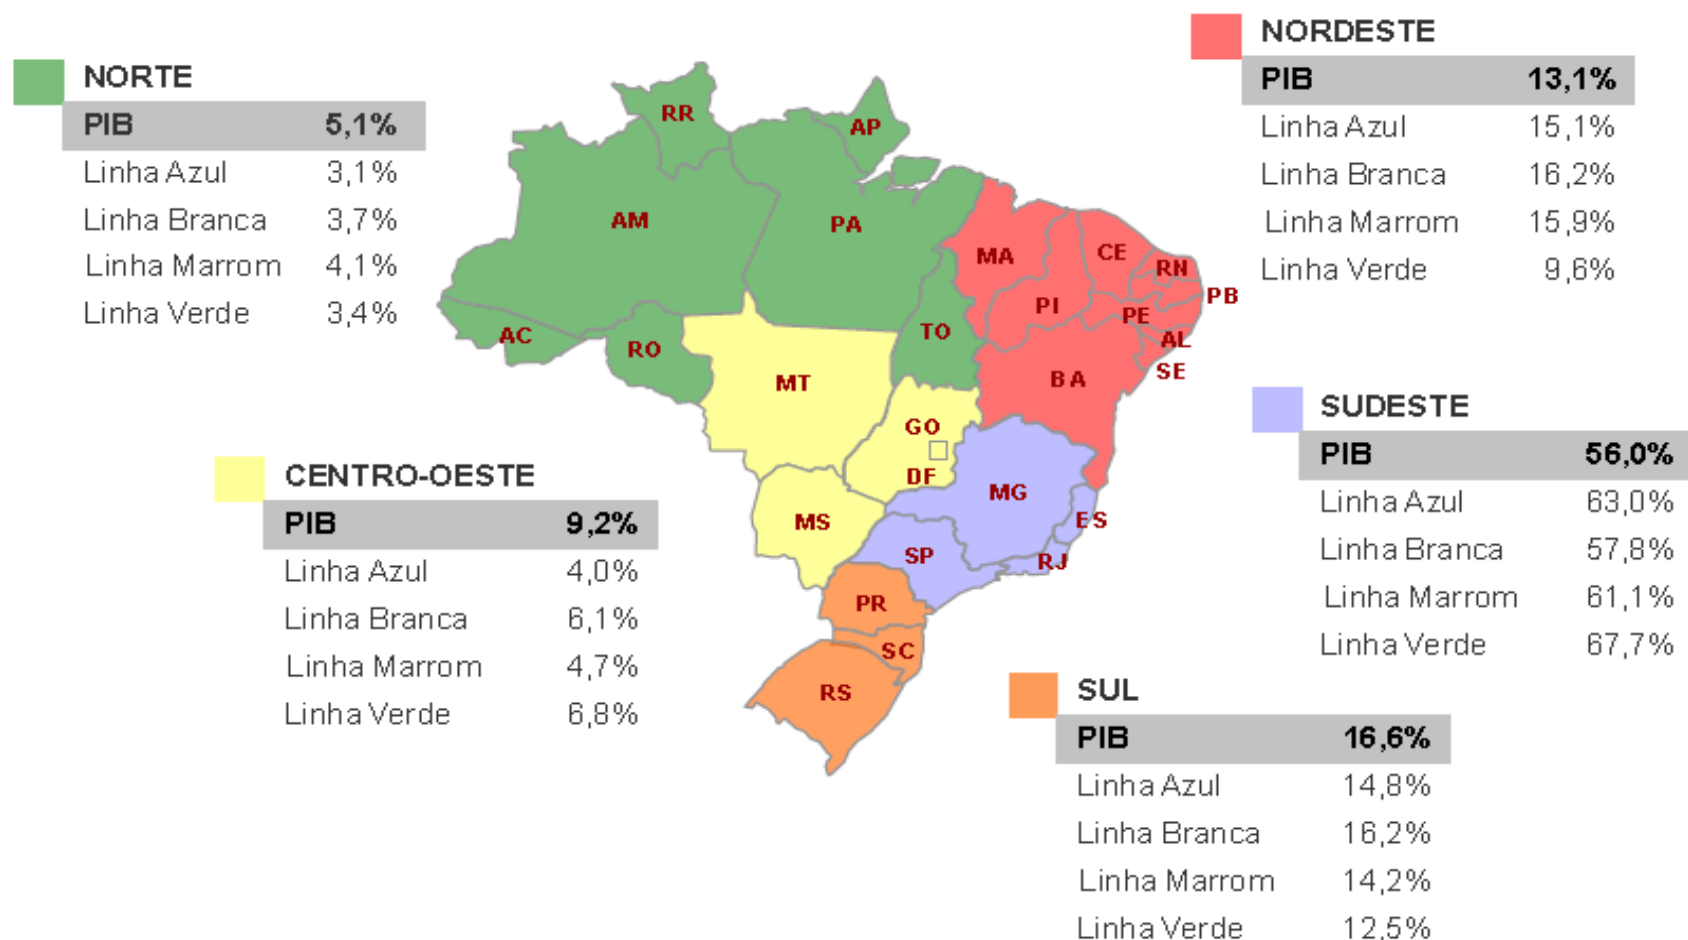 NORTE
PIB 5,1%
Linha Azul 3,1%
Linha Branca 3,7%
Linha Marrom 4,1%
Linha Verde 3,4%
NORDESTE
PIB 13,1%
Linha Azul 15,1%
Linha Branca 16,2%
Linha Marrom 15,9%
Linha Verde 9,6%
RR
AP
AM
PA
MA
CE
RN
PB
PI
PE
TO
AL
AC
RO
SE
MT
BA
GO
DF
MG
MS
ES
SP
RJ
PR
SC
RS
CENTRO-OESTE
PIB 9,2%
Linha Azul 4,0%
Linha Branca 6,1%
Linha Marrom 4,7%
Linha Verde 6,8%
SUDESTE
PIB 56,0%
Linha Azul 63,0%
Linha Branca 57,8%
Linha Marrom 61,1%
Linha Verde 67,7%
SUL
PIB 16,6%
Linha Azul 14,8%
Linha Branca 16,2%
Linha Marrom 14,2%
Linha Verde 12,5%